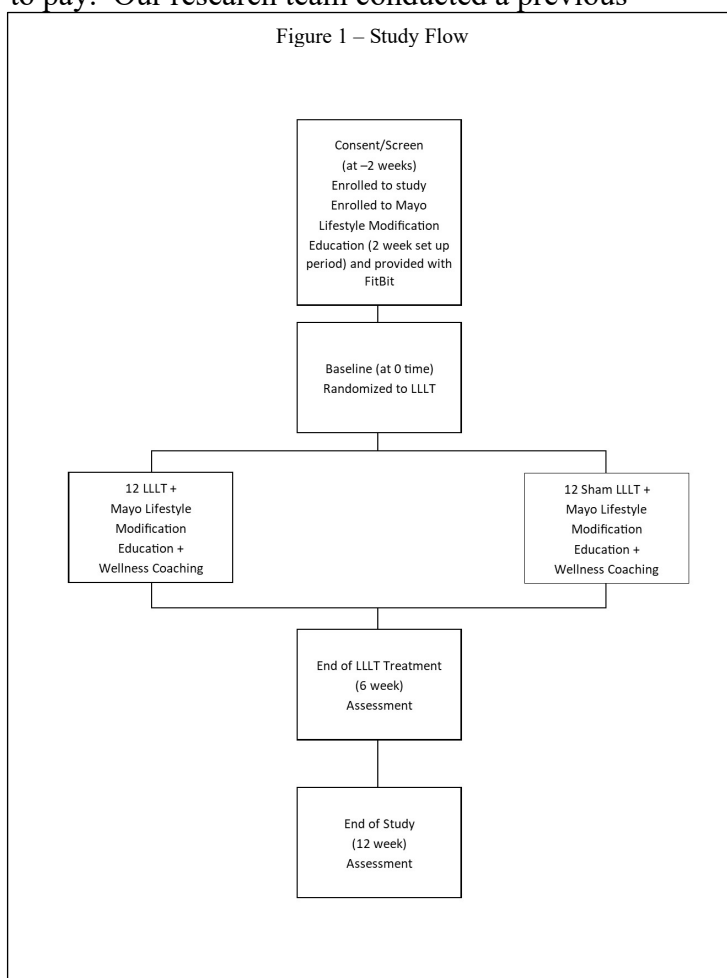 to pay. Our research team conducted a previous
Figure 1 – Study Flow
Consent/Screen
(at –2 weeks)
Enrolled to study
Enrolled to Mayo
Lifestyle Modification
Education (2 week set up
period) and provided with
FitBit
Baseline (at 0 time)
Randomized to LLLT
12 LLLT +
Mayo Lifestyle
Modification
Education +
Wellness Coaching
12 Sham LLLT +
Mayo Lifestyle
Modification
Education +
Wellness Coaching
End of LLLT Treatment
(6 week)
Assessment
End of Study
(12 week)
Assessment